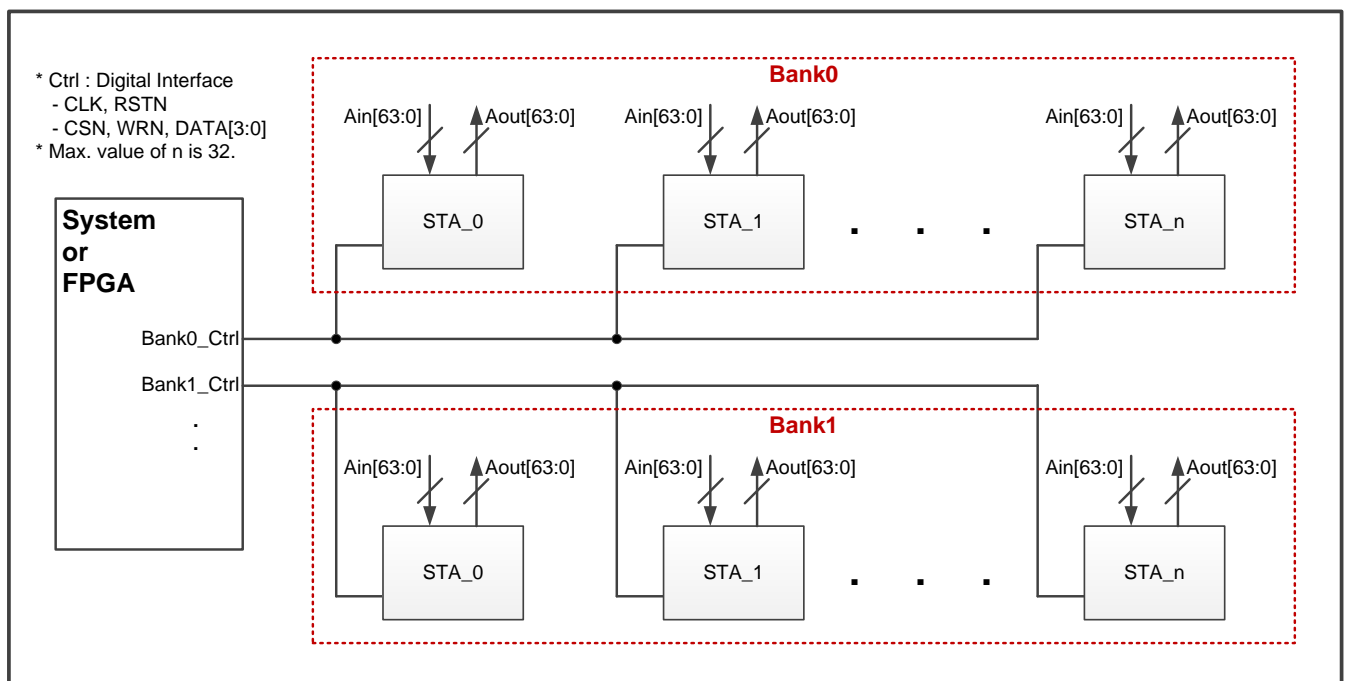 * Ctrl : Digital Interface
- CLK, RSTN
- CSN, WRN, DATA[3:0]
* Max. value of n is 32.
System
or
FPGA
Bank0_Ctrl
Bank1_Ctrl
.
.
Bank0
Ain[63:0] Aout[63:0] Ain[63:0] Aout[63:0] Ain[63:0] Aout[63:0]
STA_0 STA_1 . . . STA_n
Bank1
Ain[63:0] Aout[63:0] Ain[63:0] Aout[63:0] Ain[63:0] Aout[63:0]
STA_0 STA_1 . . . STA_n